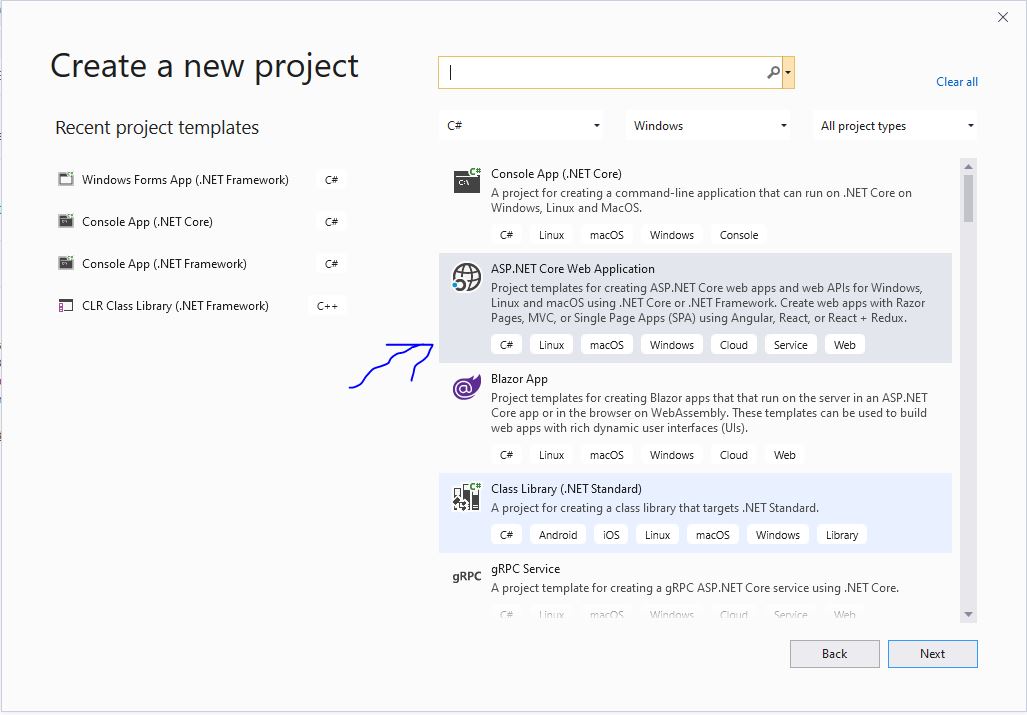 Create a new project
Clear all
Recent project templates
C#
Windows
All project types
Windows Forms App (.NET Framework) C#
Console App (.NET Core) C#
Console App (.NET Framework) C#
CLR Class Library (.NET Framework) C++
C#
C:\
Console App (.NET Core)
A project for creating a command-line application that can run on .NET Core on
Windows, Linux and MacOS.
C# Linux macOS Windows Console
ASP.NET Core Web Application
Project templates for creating ASP.NET Core web apps and web APIs for Windows,
Linux and macOS using .NET Core or .NET Framework. Create web apps with Razor
Pages, MVC, or Single Page Apps (SPA) using Angular, React, or React + Redux.
C# Linux macOS Windows Cloud Service Web
@
Blazor App
Project templates for creating Blazor apps that that run on the server in an ASP.NET
Core app or in the browser on WebAssembly. These templates can be used to build
web apps with rich dynamic user interfaces (UIs).
C# Linux macOS Windows Cloud Web
C#
Class Library (.NET Standard)
A project for creating a class library that targets .NET Standard.
C# Android iOS Linux macOS Windows Library
gRPC
gRPC Service
A project template for creating a gRPC ASP.NET Core service using .NET Core.
C# Linux macOS Windows Cloud Service Web
Back Next